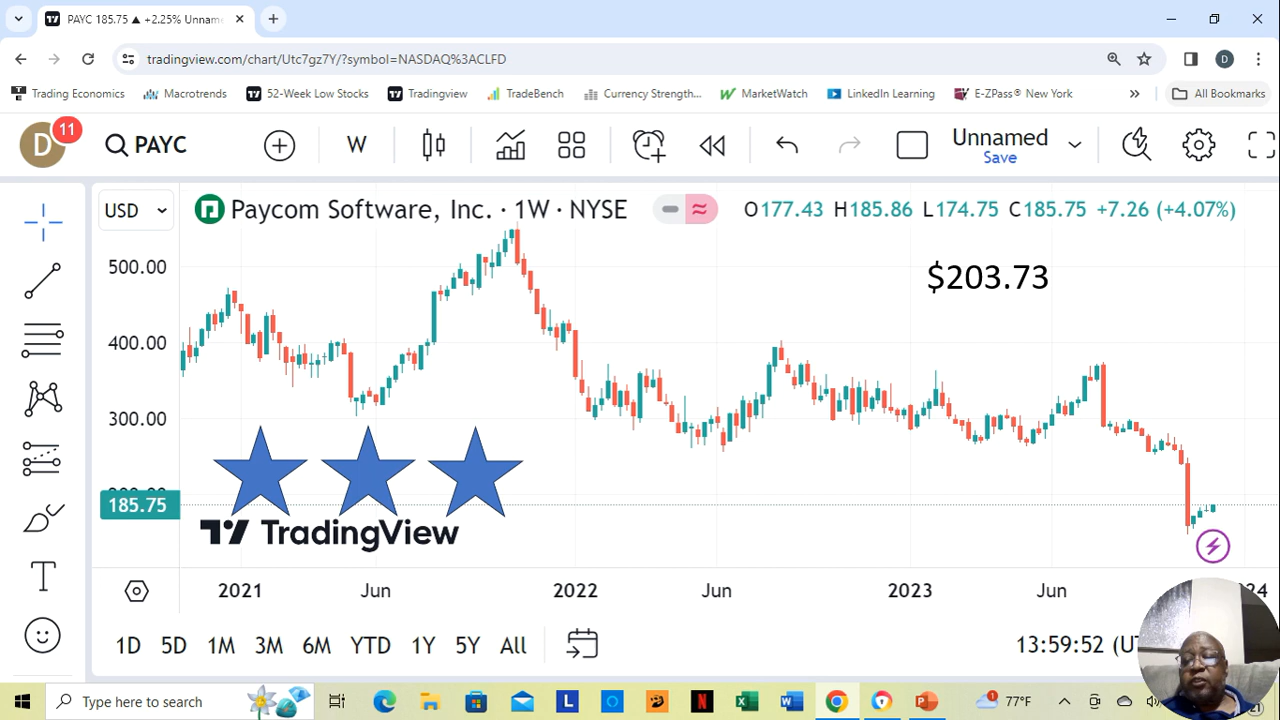 PAYC 185.75 ▲ +2.25% Unnam
tradingview.com/chart/Utc7gz7Y/?symbol=NASDAQ%3ACLFD
D
Trading Economics
Macrotrends
52-Week Low Stocks
Tradingview
TradeBench
Currency Strength...
MarketWatch
LinkedIn Learning
E-ZPass® New York
»
All Bookmarks
D
11
PAYC
W
Unnamed
Save
USD
Paycom Software, Inc. · 1W · NYSE
O177.43 H185.86 L174.75 C185.75 +7.26 (+4.07%)
$203.73
500.00
400.00
300.00
185.75
TradingView
2021 Jun 2022 Jun 2023 Jun
1D 5D 1M 3M 6M YTD 1Y 5Y All
13:59:52
Type here to search
77°F